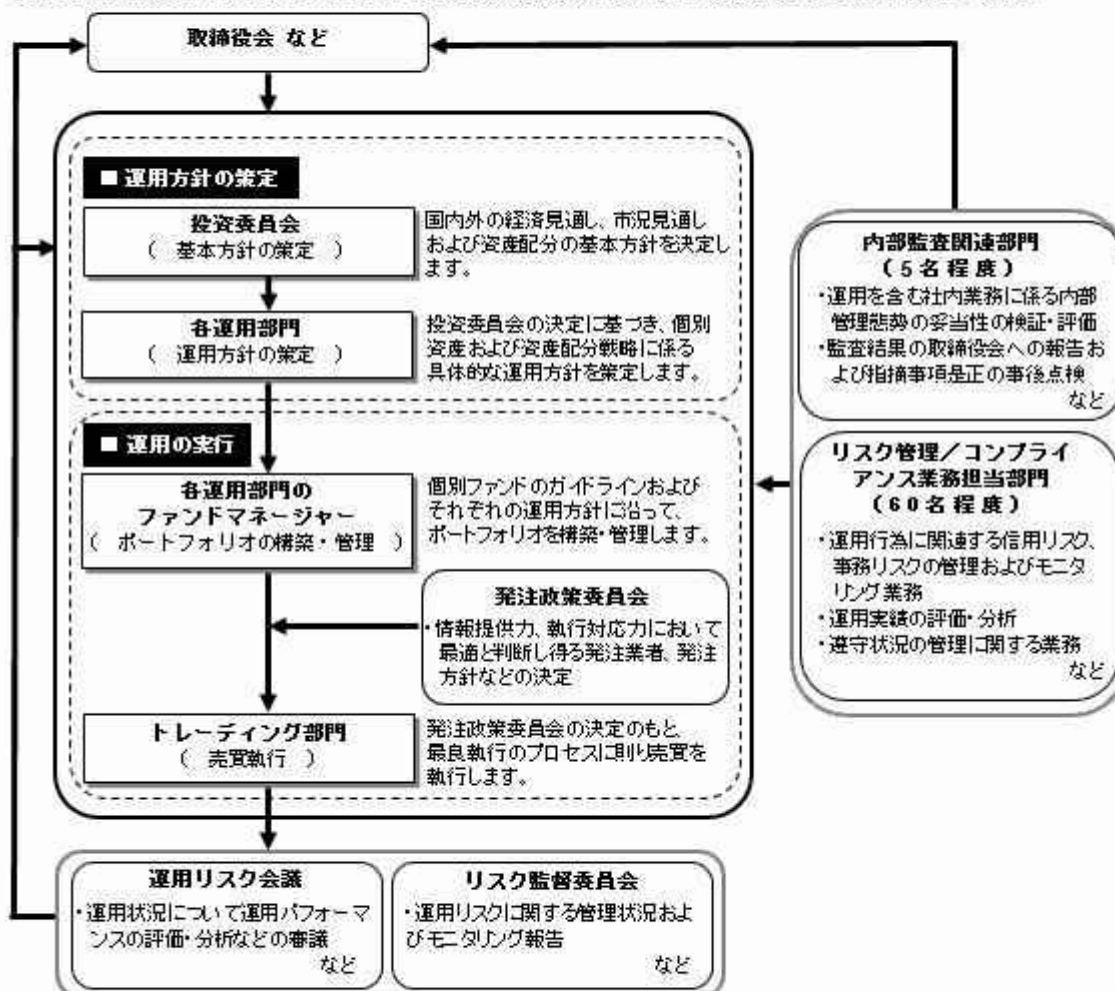 取締役会 など
■ 運用方針の策定
投資委員会
( 基本方針の策定 )
国内外の経済見通し、市況見通し
および資産配分の基本方針を決定し
ます。
各運用部門
( 運用方針の策定 )
投資委員会の決定に基づき、個別
資産および資産配分戦略に係る
具体的な運用方針を策定します。
■ 運用の実行
各運用部門の
ファンドマネージャー
( ポートフォリオの構築・管理 )
個別ファンドのガイドラインおよび
それぞれの運用方針に沿って、
ポートフォリオを構築・管理します。
発注政策委員会
・情報提供力、執行対応力において
最適と判断し得る発注業者、発注
方針などの決定
トレーディング部門
( 売買執行 )
発注政策委員会の決定のもと、
最良執行のプロセスに則り売買を
執行します。
内部監査関連部門
(5名程度)
・運用を含む社内業務に係る内部
管理態勢の妥当性の検証・評価
・監査結果の取締役会への報告お
よび指摘事項是正の事後点検
など
リスク管理/コンプライ
アンス業務担当部門
(60名程度)
・運用行為に関連する信用リスク、
事務リスクの管理およびモニタ
リング業務
・運用実績の評価・分析
・遵守状況の管理に関する業務
など
運用リスク会議
・運用状況について運用パフォーマ
ンスの評価・分析などの審議
など
リスク監督委員会
・運用リスクに関する管理状況およ
びモニタリング報告
など